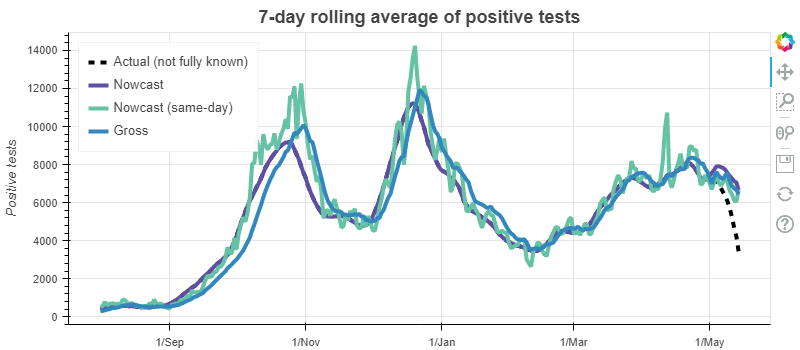 7-day rolling average of positive tests
14000
12000
10000
8000
6000
4000
2000
0
Positive tests
Actual (not fully known)
Nowcast
Nowcast (same-day)
Gross
1/Sep
1/Nov
1/Jan
1/Mar
1/May